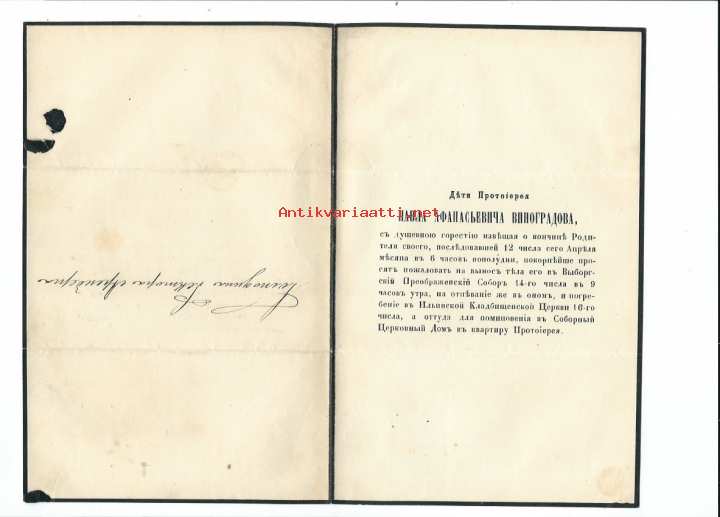 Дѣти Протоіерея
ПАВЛА АѲАНАСЬЕВИЧА ВИНОГРАДОВА,
Antikvariaatti.net
съ душевною горестію извѣщая о кончинѣ Роди-
теля своего, послѣдовавшей 12 числа сего Апрѣля
мѣсяца въ 6 часовъ пополудни, покорнѣйше про-
сятъ пожаловать на выносъ тѣла его въ Выборг-
скій Преображенскій Соборъ 14-го числа въ 9
часовъ утра, на отпѣваніе же въ ономъ, и погре-
беніе въ Ильинской Кладбищенской Церкви 16-го
числа, а оттуда для поминовенія въ Соборный
Церковный Домъ въ квартиру Протоіерея.
Господину Лектору